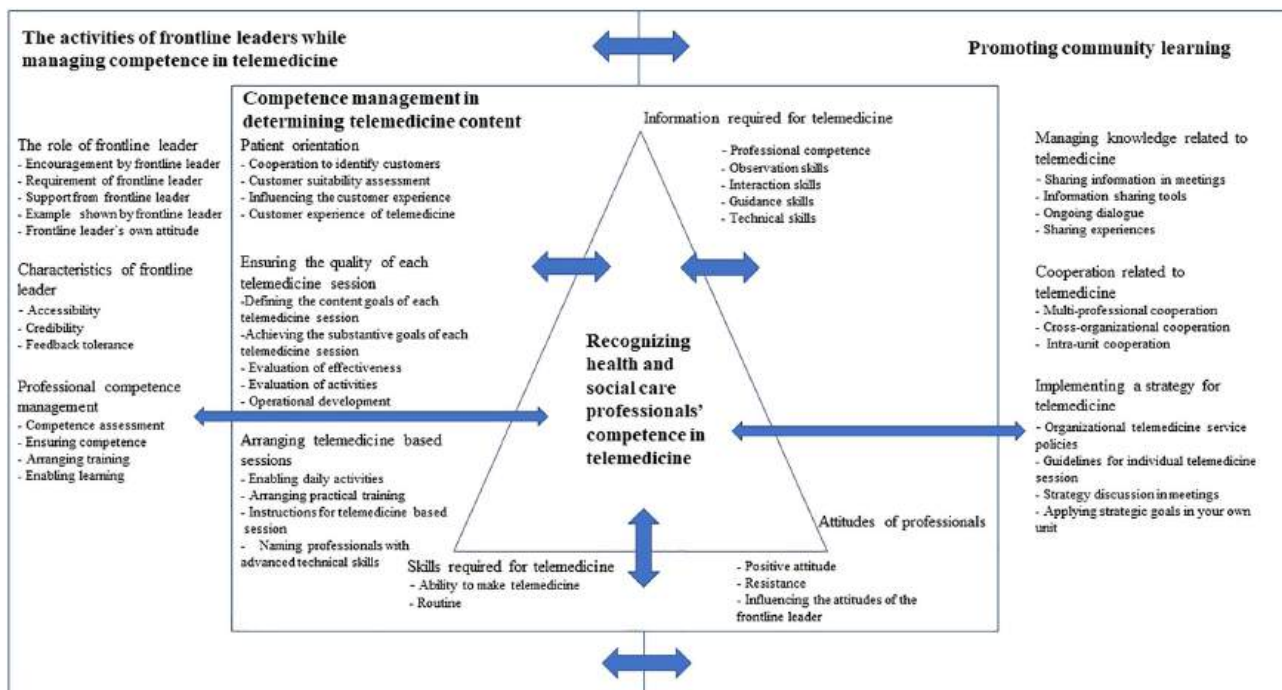 The activities of frontline leaders while
managing competence in telemedicine
The role of frontline leader
- Encouragement by frontline leader
- Requirement of frontline leader
- Support from frontline leader
- Example shown by frontline leader
- Frontline leader's own attitude
Characteristics of frontline
leader
- Accessibility
- Credibility
- Feedback tolerance
Professional competence
management
- Competence assessment
- Ensuring competence
- Arranging training
- Enabling learning
Competence management in
determining telemedicine content
Patient orientation
- Cooperation to identify customers
- Customer suitability assessment
- Influencing the customer experience
- Customer experience of telemedicine
Ensuring the quality of each
telemedicine session
-Defining the content goals of each
telemedicine session
-Achieving the substantive goals of each
telemedicine session
- Evaluation of effectiveness
- Evaluation of activities
- Operational development
Arranging telemedicine based
sessions
- Enabling daily activities
- Arranging practical training
- Instructions for telemedicine based
session
- Naming professionals with
advanced technical skills
Information required for telemedicine
- Professional competence
- Observation skills
- Interaction skills
- Guidance skills
- Technical skills
Recognizing
health and
social care
professionals'
competence in
telemedicine
Skills required for telemedicine
- Ability to make telemedicine
- Routine
Attitudes of professionals
- Positive attitude
- Resistance
- Influencing the attitudes of the
frontline leader
Promoting community learning
Managing knowledge related to
telemedicine
- Sharing information in meetings
- Information sharing tools
- Ongoing dialogue
- Sharing experiences
Cooperation related to
telemedicine
- Multi-professional cooperation
- Cross-organizational cooperation
- Intra-unit cooperation
Implementing a strategy for
telemedicine
- Organizational telemedicine service
policies
- Guidelines for individual telemedicine
session
- Strategy discussion in meetings
- Applying strategic goals in your own
unit